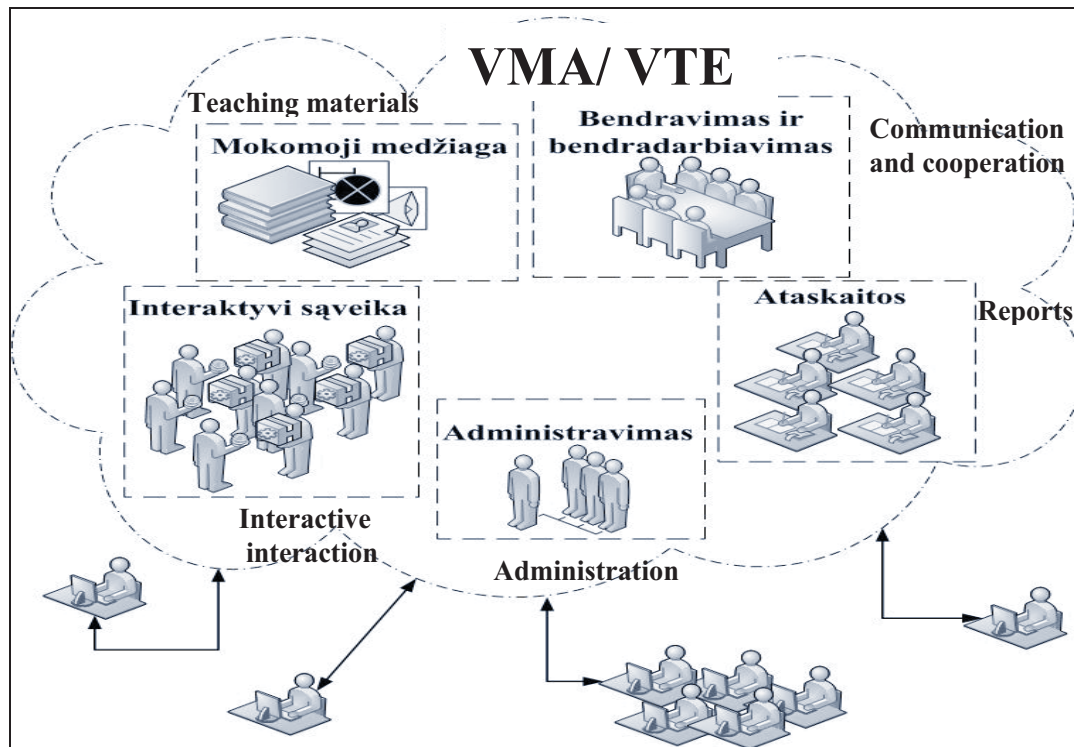 VMA/ VTE
Teaching materials
Mokomoji medžiaga
Bendravimas ir
bendradarbiavimas
Communication
and cooperation
Interaktyvi sąveika
Ataskaitos
Reports
Administravimas
Interactive
interaction
Administration